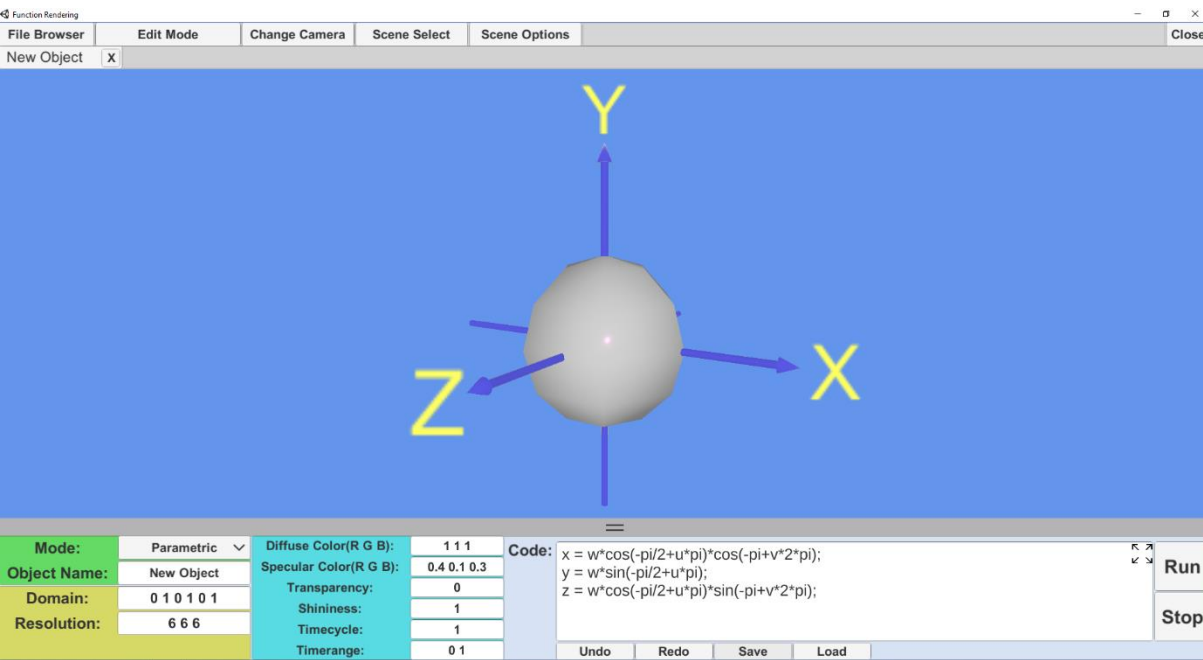 Function Rendering
File Browser Edit Mode Change Camera Scene Select Scene Options Close
New Object X
Y
Z
X
Mode: Parametric
Object Name: New Object
Domain: 0 1 0 1 0 1
Resolution: 6 6 6
Diffuse Color(R G B): 1 1 1
Specular Color(R G B): 0.4 0.1 0.3
Transparency: 0
Shininess: 1
Timecycle: 1
Timerange: 0 1
Code:
x = w*cos(-pi/2+u*pi)*cos(-pi+v*2*pi);
y = w*sin(-pi/2+u*pi);
z = w*cos(-pi/2+u*pi)*sin(-pi+v*2*pi);
Run
Stop
Undo Redo Save Load